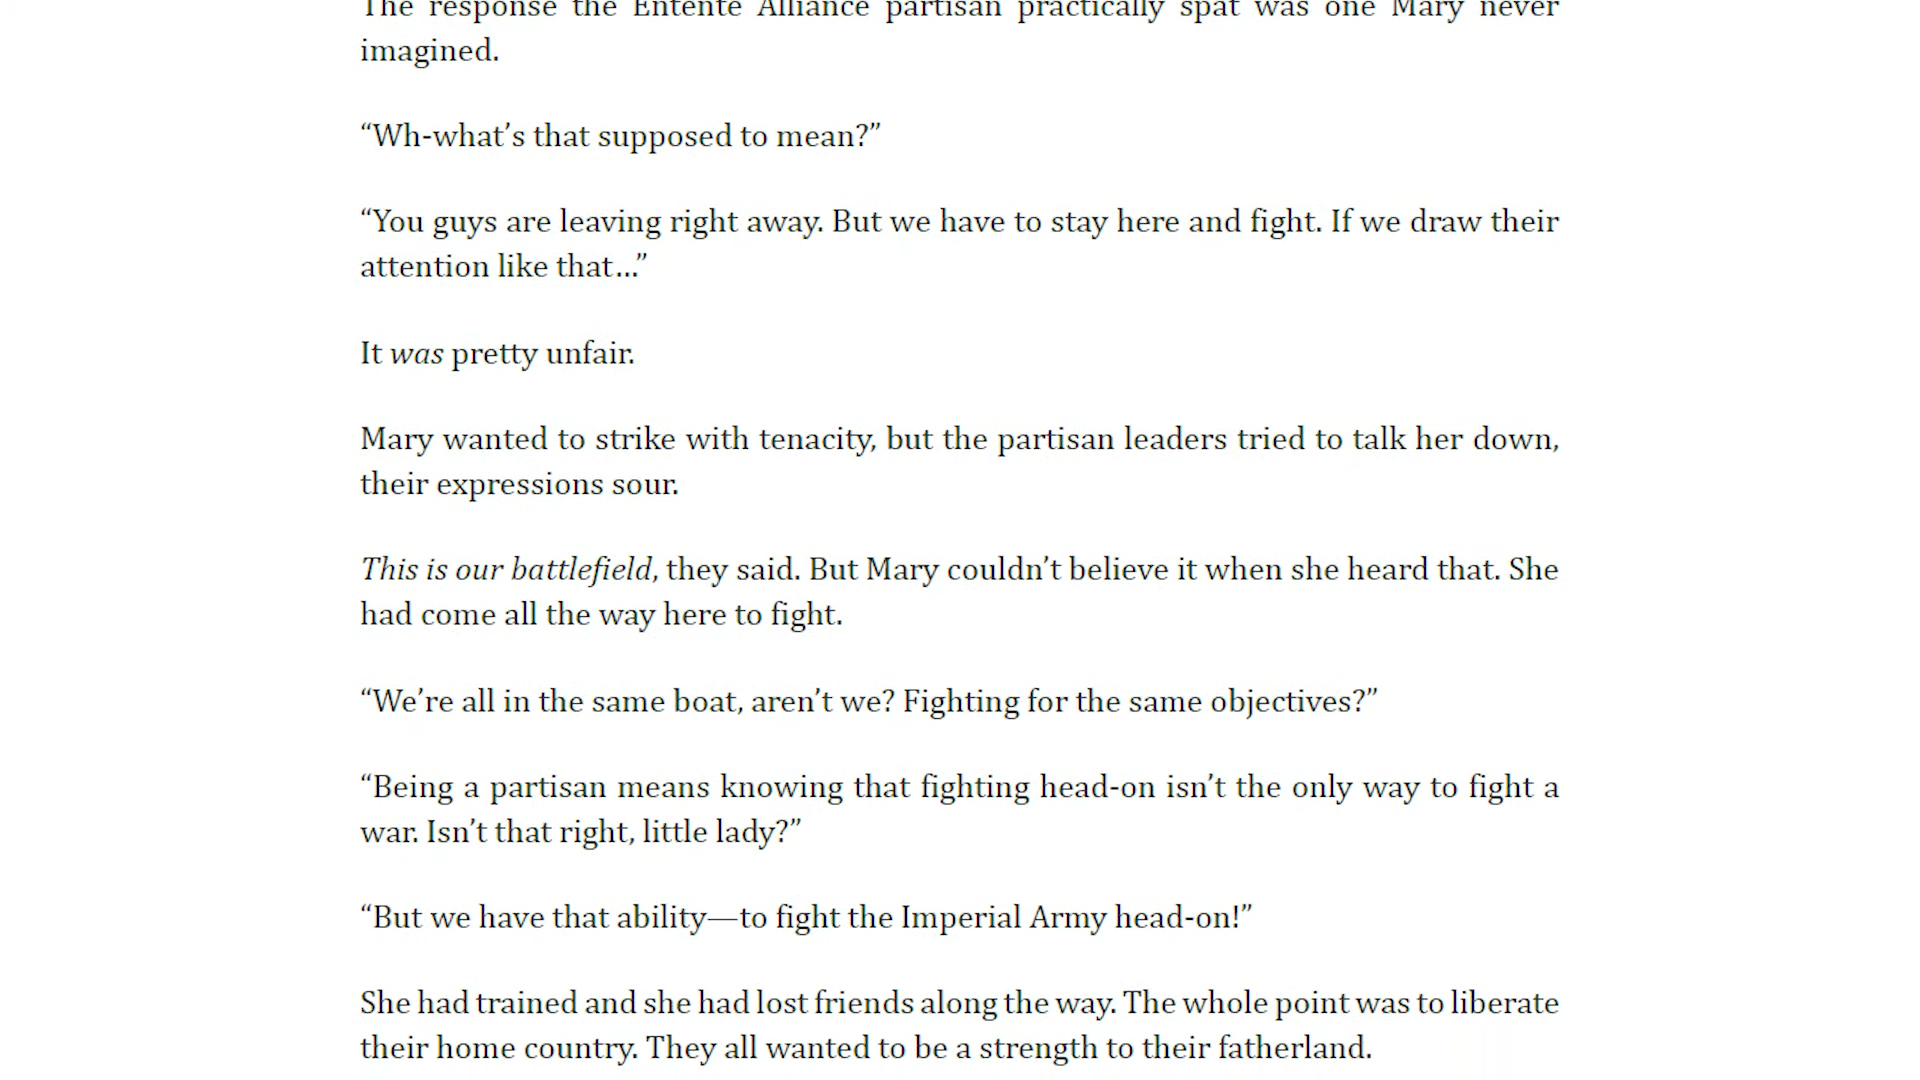 The response the Entente Alliance partisan practically spat was one Mary never
imagined.
“Wh-what’s that supposed to mean?”
“You guys are leaving right away. But we have to stay here and fight. If we draw their
attention like that…”
It was pretty unfair.
Mary wanted to strike with tenacity, but the partisan leaders tried to talk her down,
their expressions sour.
This is our battlefield, they said. But Mary couldn’t believe it when she heard that. She
had come all the way here to fight.
“We’re all in the same boat, aren’t we? Fighting for the same objectives?”
“Being a partisan means knowing that fighting head-on isn’t the only way to fight a
war. Isn’t that right, little lady?”
“But we have that ability—to fight the Imperial Army head-on!”
She had trained and she had lost friends along the way. The whole point was to liberate
their home country. They all wanted to be a strength to their fatherland.